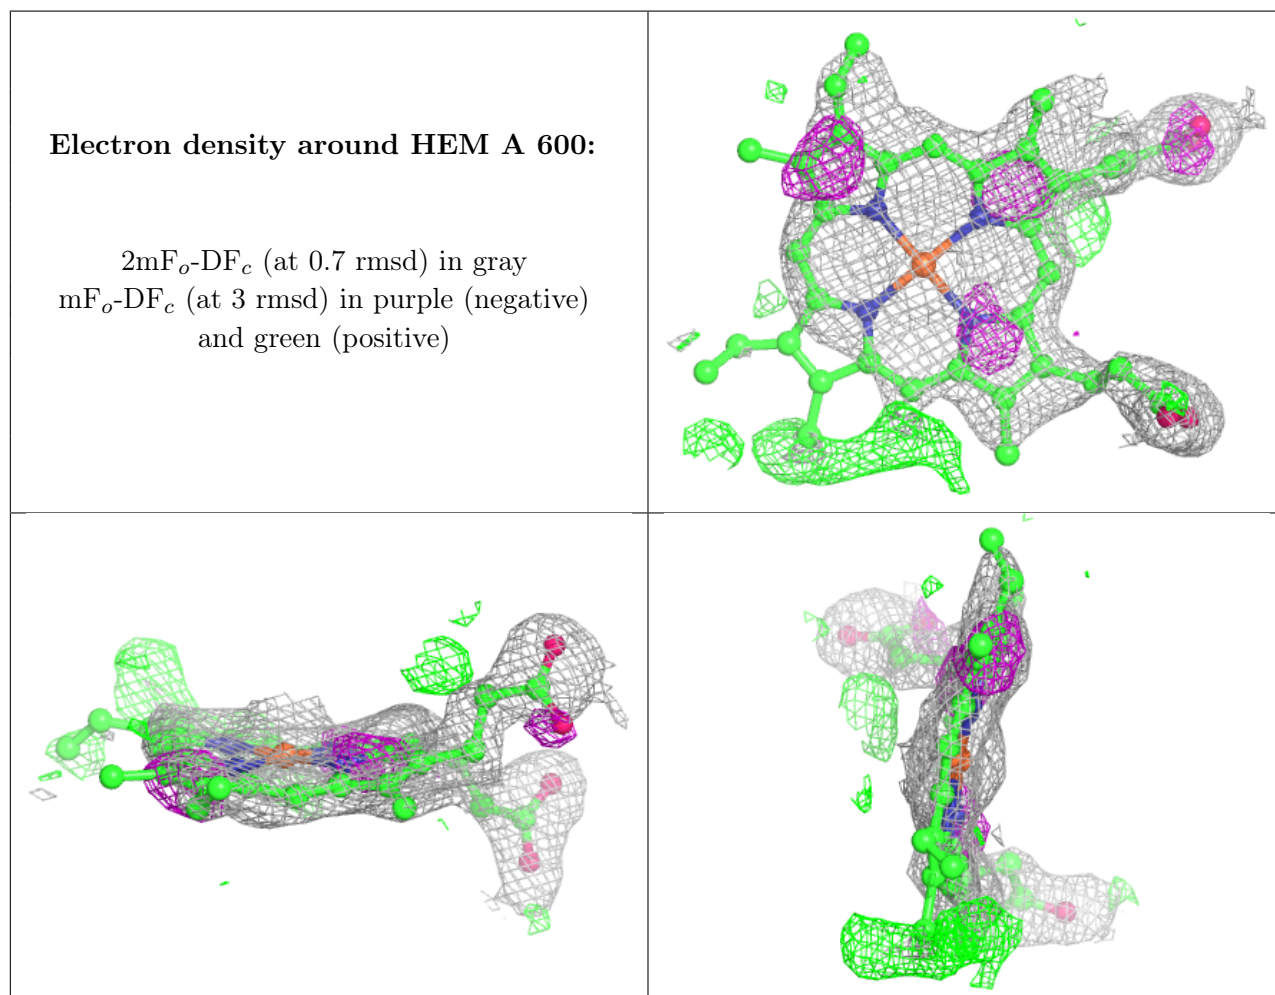 Electron density around HEM A 600:
2mFo-DFc (at 0.7 rmsd) in gray
mFo-DFc (at 3 rmsd) in purple (negative)
and green (positive)